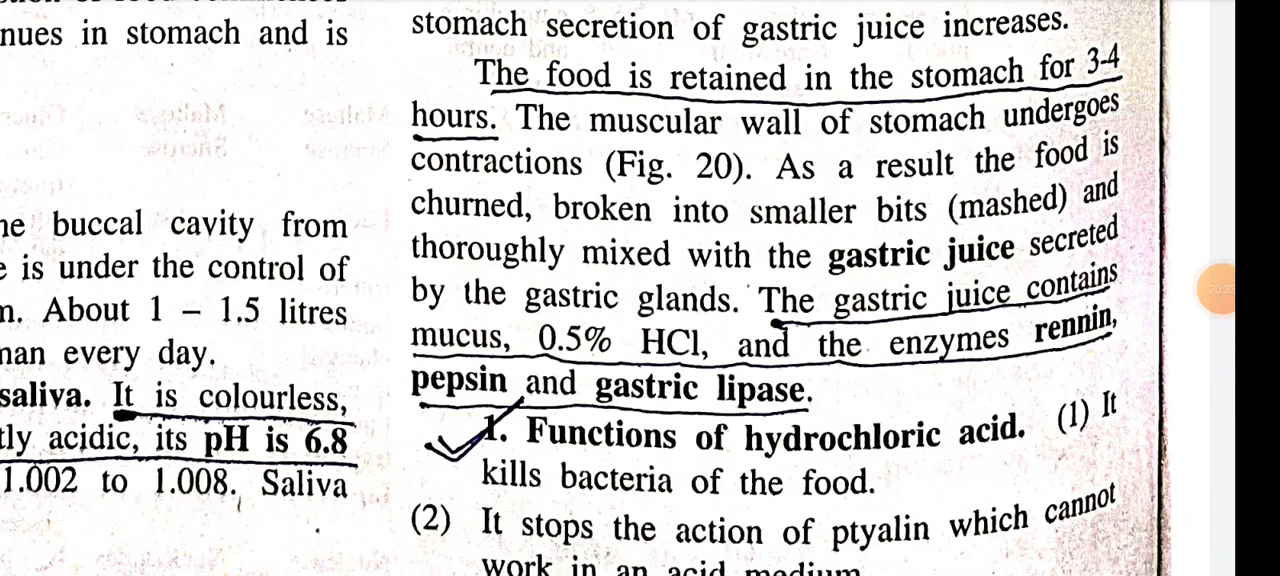 nues in stomach and is
he buccal cavity from
e is under the control of
n. About 1 – 1.5 litres
man every day.
saliva. It is colourless,
tly acidic, its pH is 6.8
1.002 to 1.008. Saliva
stomach secretion of gastric juice increases.
The food is retained in the stomach for 3-4
hours. The muscular wall of stomach undergoes
contractions (Fig. 20). As a result the food is
churned, broken into smaller bits (mashed) and
thoroughly mixed with the gastric juice secreted
by the gastric glands. The gastric juice contains
mucus, 0.5% HCl, and the enzymes rennin,
pepsin and gastric lipase.
1. Functions of hydrochloric acid. (1) It
kills bacteria of the food.
(2) It stops the action of ptyalin which cannot
work in an acid medium